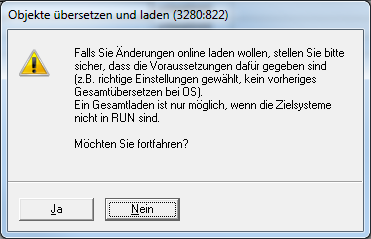 Objekte übersetzen und laden (3280:822)
Falls Sie Änderungen online laden wollen, stellen Sie bitte
sicher, dass die Voraussetzungen dafür gegeben sind
(z.B. richtige Einstellungen gewählt, kein vorheriges
Gesamtübersetzen bei OS).
Ein Gesamtladen ist nur möglich, wenn die Zielsysteme
nicht in RUN sind.
Möchten Sie fortfahren?
Ja
Nein